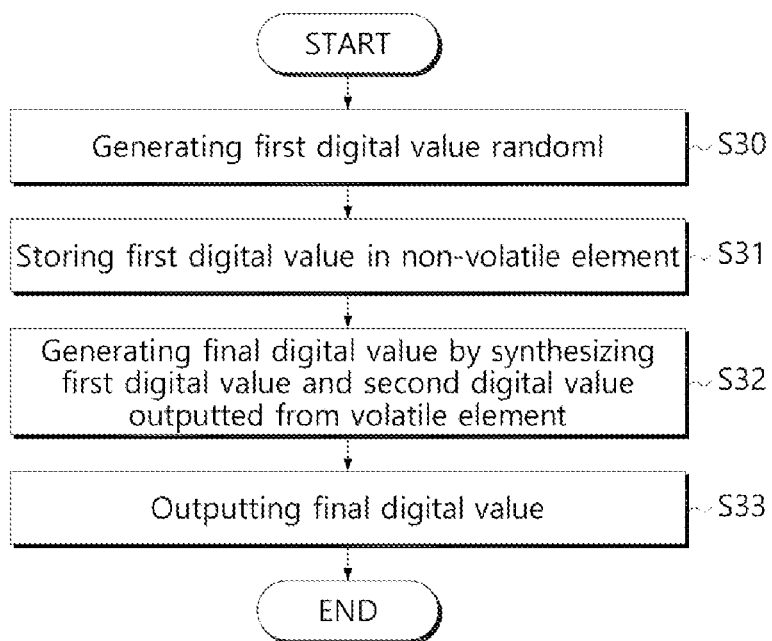 START
Generating first digital value randoml
S30
Storing first digital value in non-volatile element
S31
Generating final digital value by synthesizing
first digital value and second digital value
outputted from volatile element
S32
Outputting final digital value
S33
END